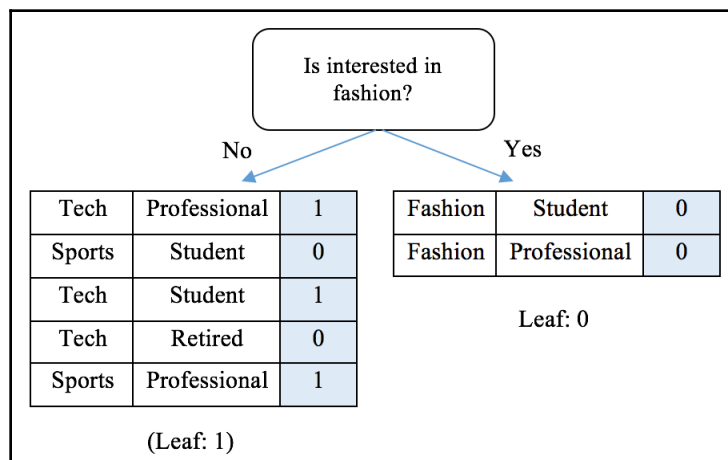 Is interested in
fashion?
No
Yes
Tech Professional 1
Sports Student 0
Tech Student 1
Tech Retired 0
Sports Professional 1
(Leaf: 1)
Fashion Student 0
Fashion Professional 0
Leaf: 0